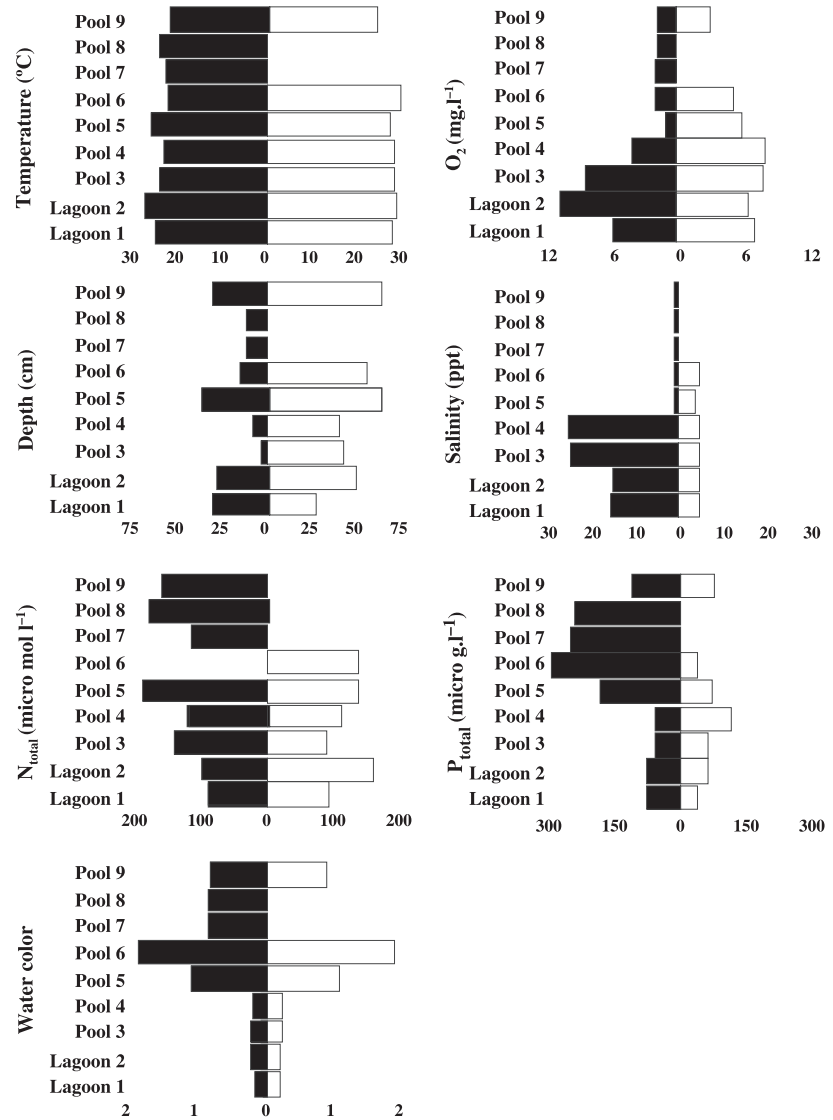 Temperature (ºC)
Pool 9
Pool 8
Pool 7
Pool 6
Pool 5
Pool 4
Pool 3
Lagoon 2
Lagoon 1
30 20 10 0 10 20 30
O2 (mg.l−1)
Pool 9
Pool 8
Pool 7
Pool 6
Pool 5
Pool 4
Pool 3
Lagoon 2
Lagoon 1
12 6 0 6 12
Depth (cm)
Pool 9
Pool 8
Pool 7
Pool 6
Pool 5
Pool 4
Pool 3
Lagoon 2
Lagoon 1
75 50 25 0 25 50 75
Salinity (ppt)
Pool 9
Pool 8
Pool 7
Pool 6
Pool 5
Pool 4
Pool 3
Lagoon 2
Lagoon 1
30 20 10 0 10 20 30
Ntotal (micro mol l−1)
Pool 9
Pool 8
Pool 7
Pool 6
Pool 5
Pool 4
Pool 3
Lagoon 2
Lagoon 1
200 100 0 100 200
Ptotal (micro g.l−1)
Pool 9
Pool 8
Pool 7
Pool 6
Pool 5
Pool 4
Pool 3
Lagoon 2
Lagoon 1
300 150 0 150 300
Water color
Pool 9
Pool 8
Pool 7
Pool 6
Pool 5
Pool 4
Pool 3
Lagoon 2
Lagoon 1
2 1 0 1 2